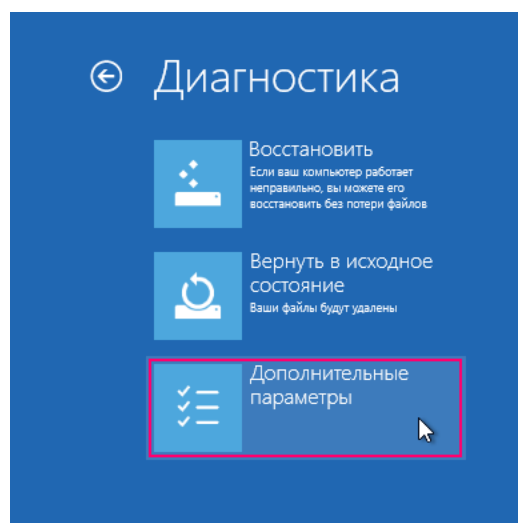 Диагностика
Восстановить
Если ваш компьютер работает
неправильно, вы можете его
восстановить без потери файлов
Вернуть в исходное
состояние
Ваши файлы будут удалены
Дополнительные
параметры